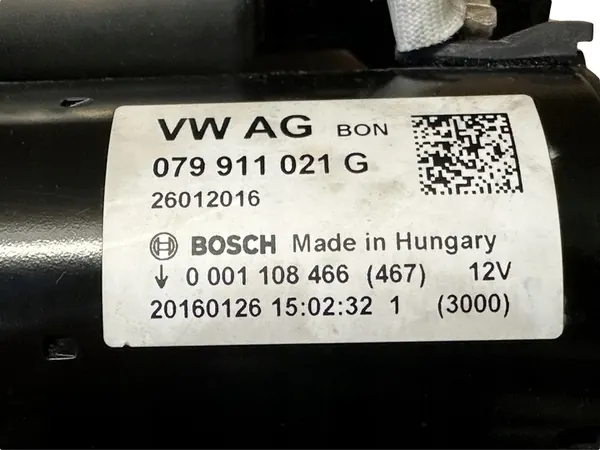 VW AG BON
079 911 021 G
26012016
BOSCH Made in Hungary
↓ 0 001 108 466 (467) 12V
20160126 15:02:32 1 (3000)